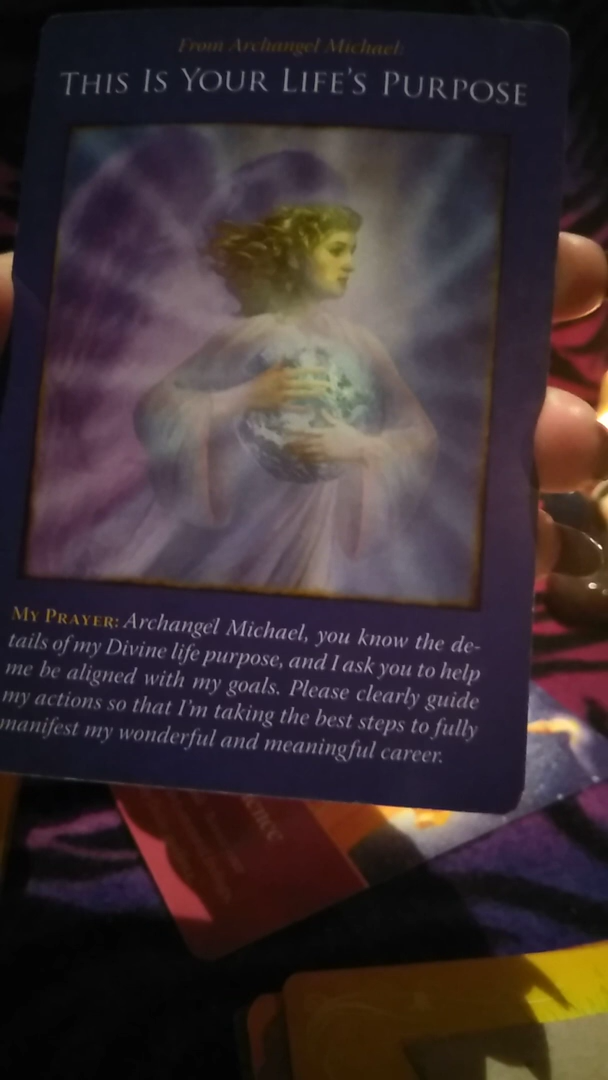 From Archangel Michael:
THIS IS YOUR LIFE'S PURPOSE
MY PRAYER: Archangel Michael, you know the de-
tails of my Divine life purpose, and I ask you to help
me be aligned with my goals. Please clearly guide
my actions so that I'm taking the best steps to fully
manifest my wonderful and meaningful career.